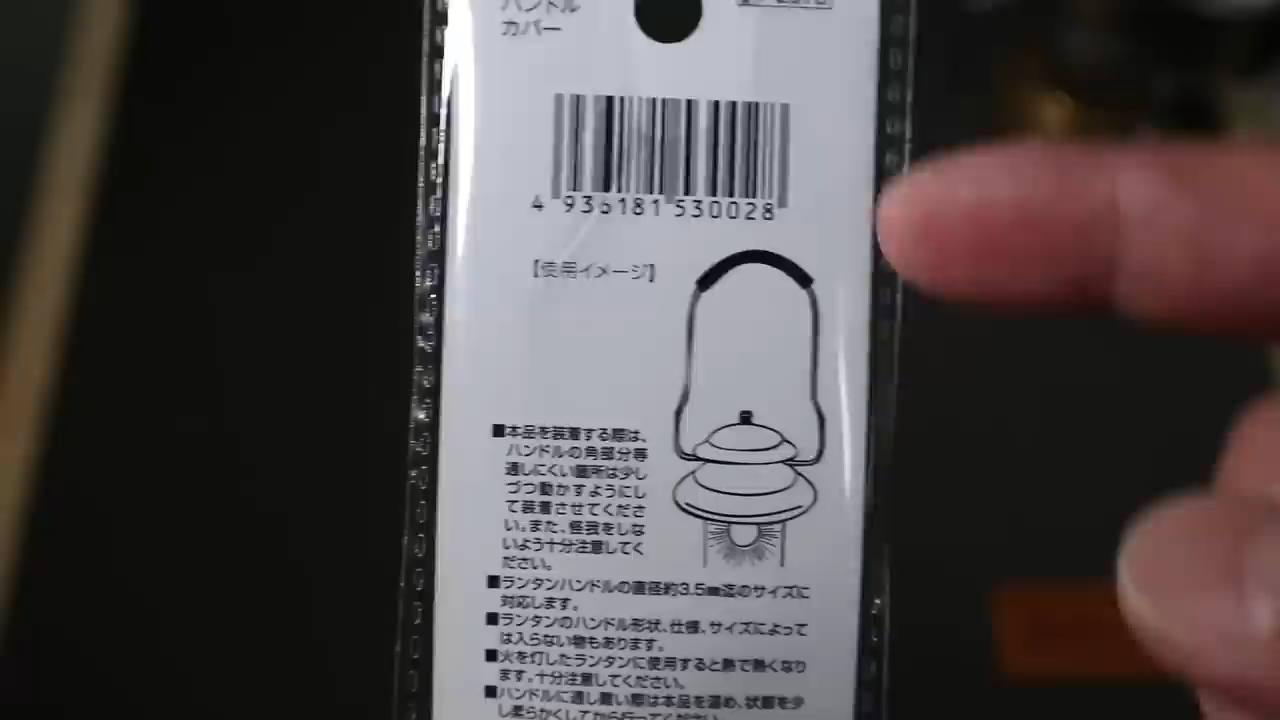 ハンドル
カバー
4 936181 530028
【使用イメージ】
■本品を装着する際は、
ハンドルの角部分等
通しにくい箇所は少し
づつ動かすようにし
て装着させてくださ
い。また、怪我をしな
いよう十分注意してく
ださい。
■ランタンハンドルの直径約3.5㎜迄のサイズに
対応します。
■ランタンのハンドル形状、仕様、サイズによって
は入らない物もあります。
■火を灯したランタンに使用すると熱で熱くなり
ます。十分注意してください。
■ハンドルに通し難い際は本品を温め、状態を少
し柔らかくしてから行ってください。